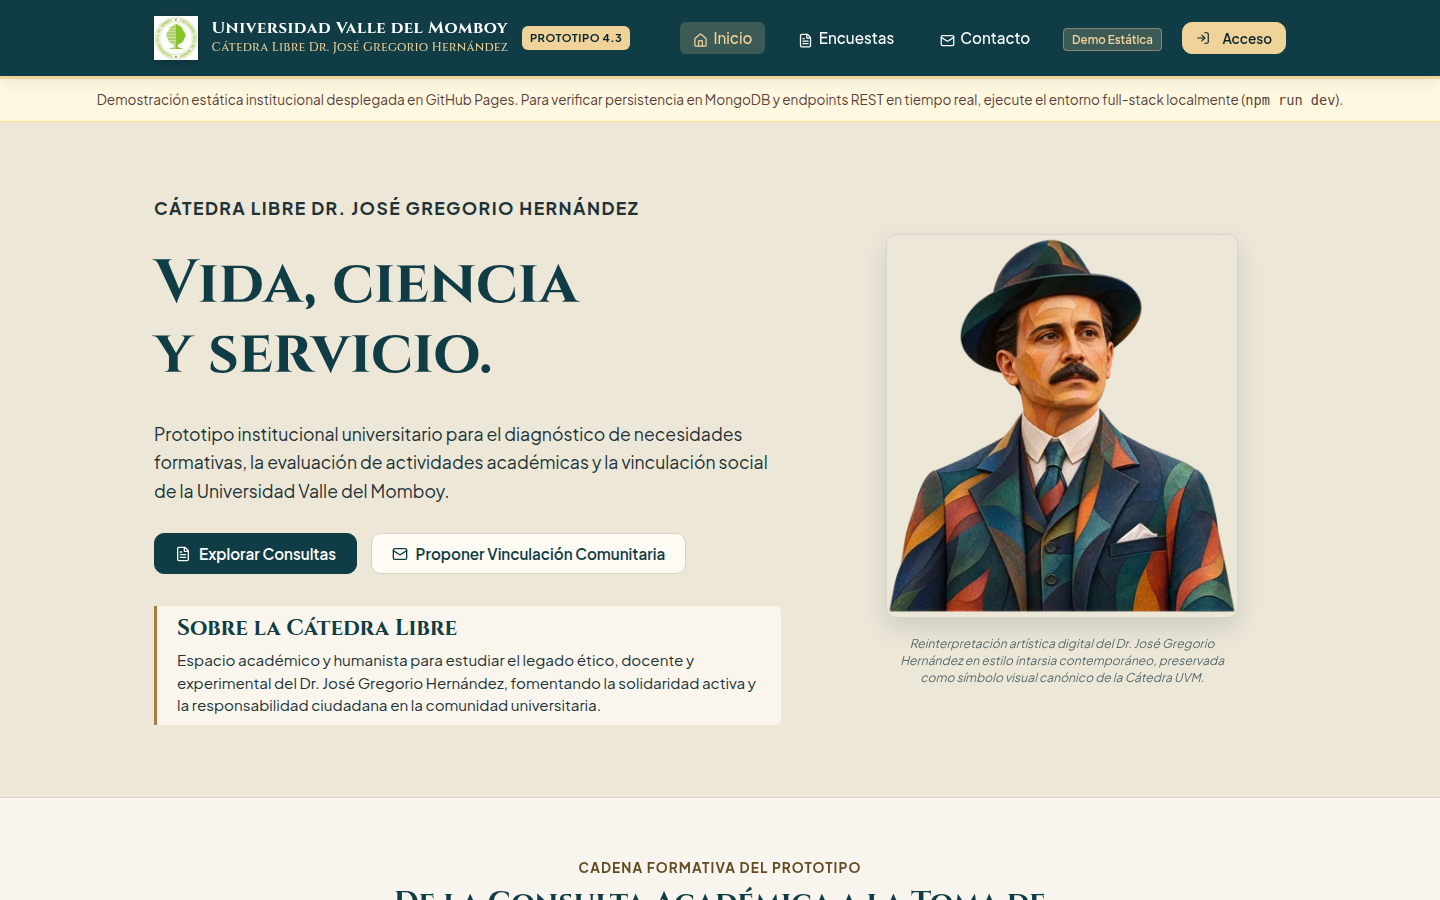 Universidad Valle del Momboy
Cátedra Libre Dr. José Gregorio Hernández
PROTOTIPO 4.3
Inicio
Encuestas
Contacto
Demo Estática
Acceso
Demostración estática institucional desplegada en GitHub Pages. Para verificar persistencia en MongoDB y endpoints REST en tiempo real, ejecute el entorno full-stack localmente (npm run dev).
CÁTEDRA LIBRE DR. JOSÉ GREGORIO HERNÁNDEZ
Vida, ciencia
y servicio.
Prototipo institucional universitario para el diagnóstico de necesidades
formativas, la evaluación de actividades académicas y la vinculación social
de la Universidad Valle del Momboy.
Explorar Consultas
Proponer Vinculación Comunitaria
Sobre la Cátedra Libre
Espacio académico y humanista para estudiar el legado ético, docente y
experimental del Dr. José Gregorio Hernández, fomentando la solidaridad activa y
la responsabilidad ciudadana en la comunidad universitaria.
Reinterpretación artística digital del Dr. José Gregorio
Hernández en estilo intarsia contemporáneo, preservada
como símbolo visual canónico de la Cátedra UVM.
CADENA FORMATIVA DEL PROTOTIPO
De la Consulta Académica a la Toma de